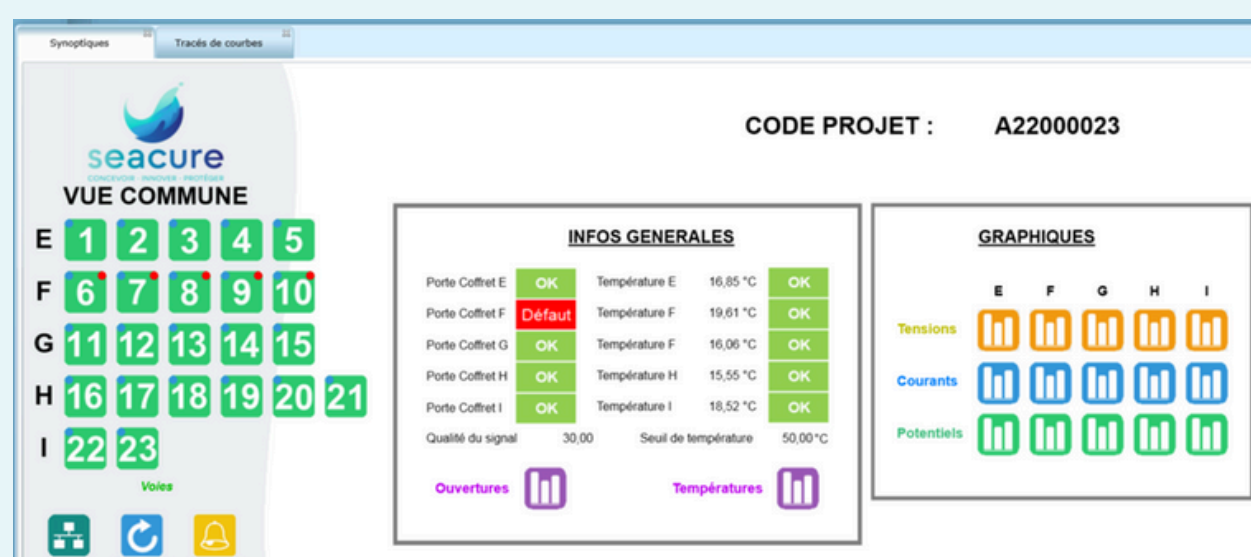 Synoptiques Tracés de courbes
seacure
CONCEVOIR · INNOVER · PROTÉGER
VUE COMMUNE
E 1 2 3 4 5
F 6 7 8 9 10
G 11 12 13 14 15
H 16 17 18 19 20 21
I 22 23
Voies
CODE PROJET : A22000023
INFOS GENERALES
Porte Coffret E OK Température E 16,85 °C OK
Porte Coffret F Défaut Température F 19,61 °C OK
Porte Coffret G OK Température F 16,06 °C OK
Porte Coffret H OK Température H 15,55 °C OK
Porte Coffret I OK Température I 18,52 °C OK
Qualité du signal 30,00 Seuil de température 50,00 °C
Ouvertures Températures
GRAPHIQUES
E F G H I
Tensions
Courants
Potentiels